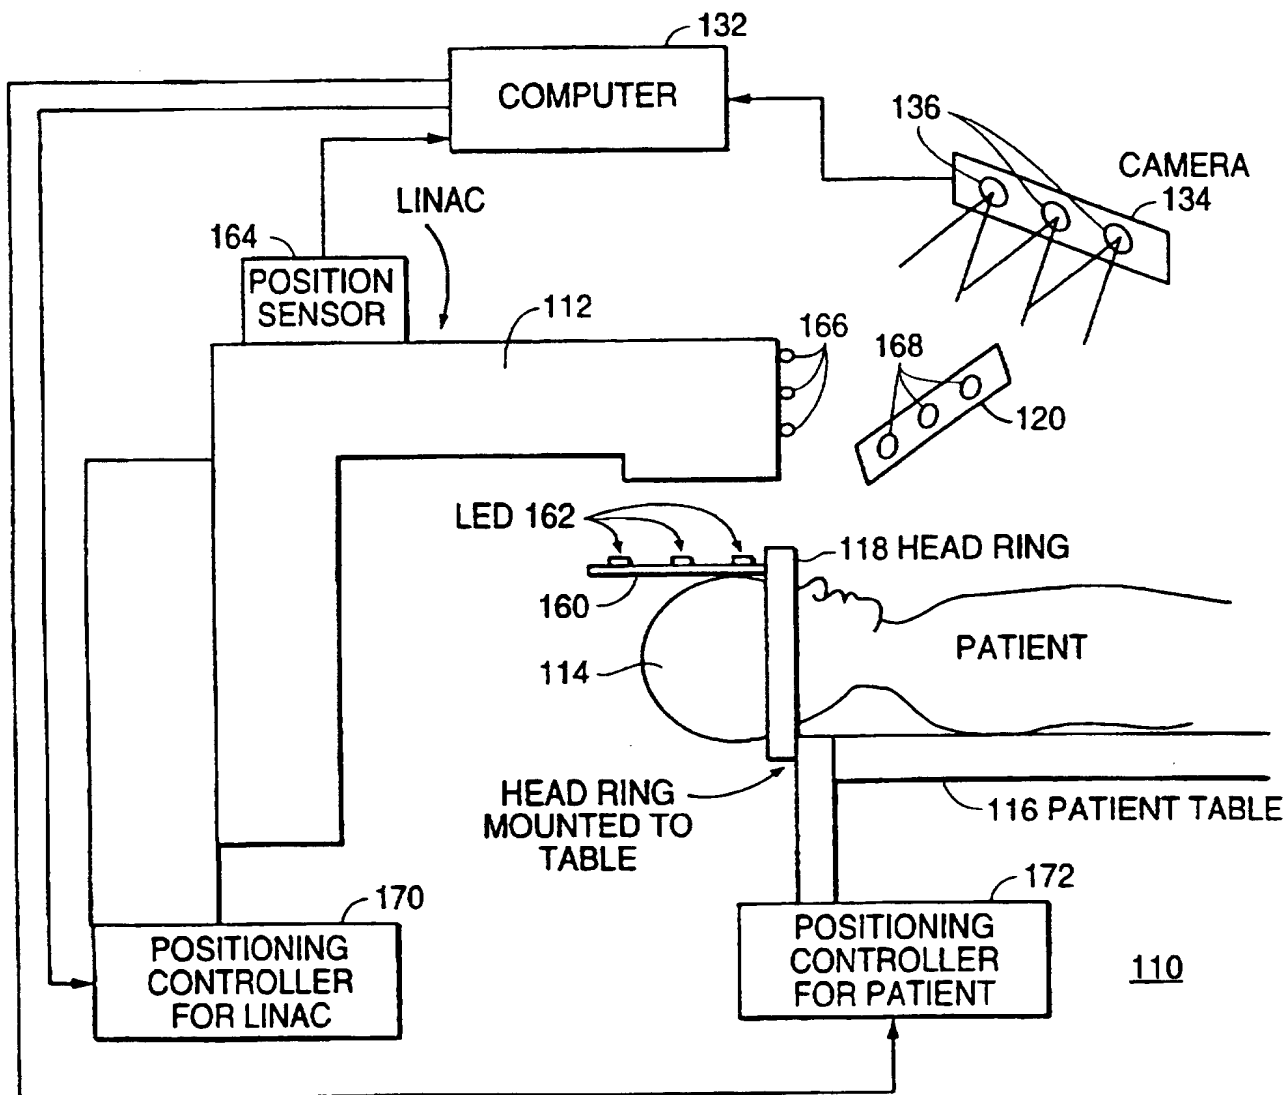 132
COMPUTER
136
CAMERA
134
LINAC
164
POSITION
SENSOR
112
166
168
120
LED 162
118 HEAD RING
160
PATIENT
114
HEAD RING
MOUNTED TO
TABLE
116 PATIENT TABLE
170
172
POSITIONING
CONTROLLER
FOR LINAC
POSITIONING
CONTROLLER
FOR PATIENT
110